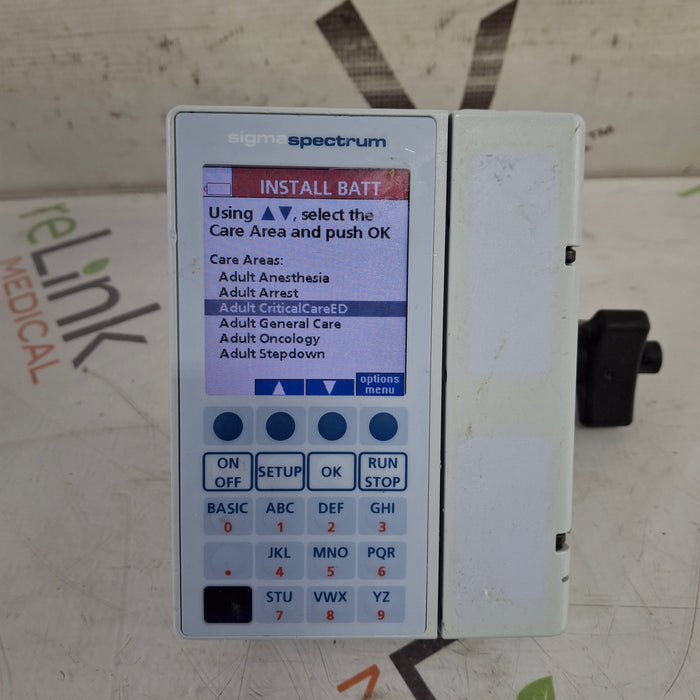 sigmaspectrum
INSTALL BATT
Using ▲▼, select the
Care Area and push OK
Care Areas:
Adult Anesthesia
Adult Arrest
Adult CriticalCareED
Adult General Care
Adult Oncology
Adult Stepdown
▲ ▼ options
menu
ON
OFF
SETUP
OK
RUN
STOP
BASIC
0
ABC
1
DEF
2
GHI
3
.
JKL
4
MNO
5
PQR
6
STU
7
VWX
8
YZ
9
reLink
MEDICAL
TM